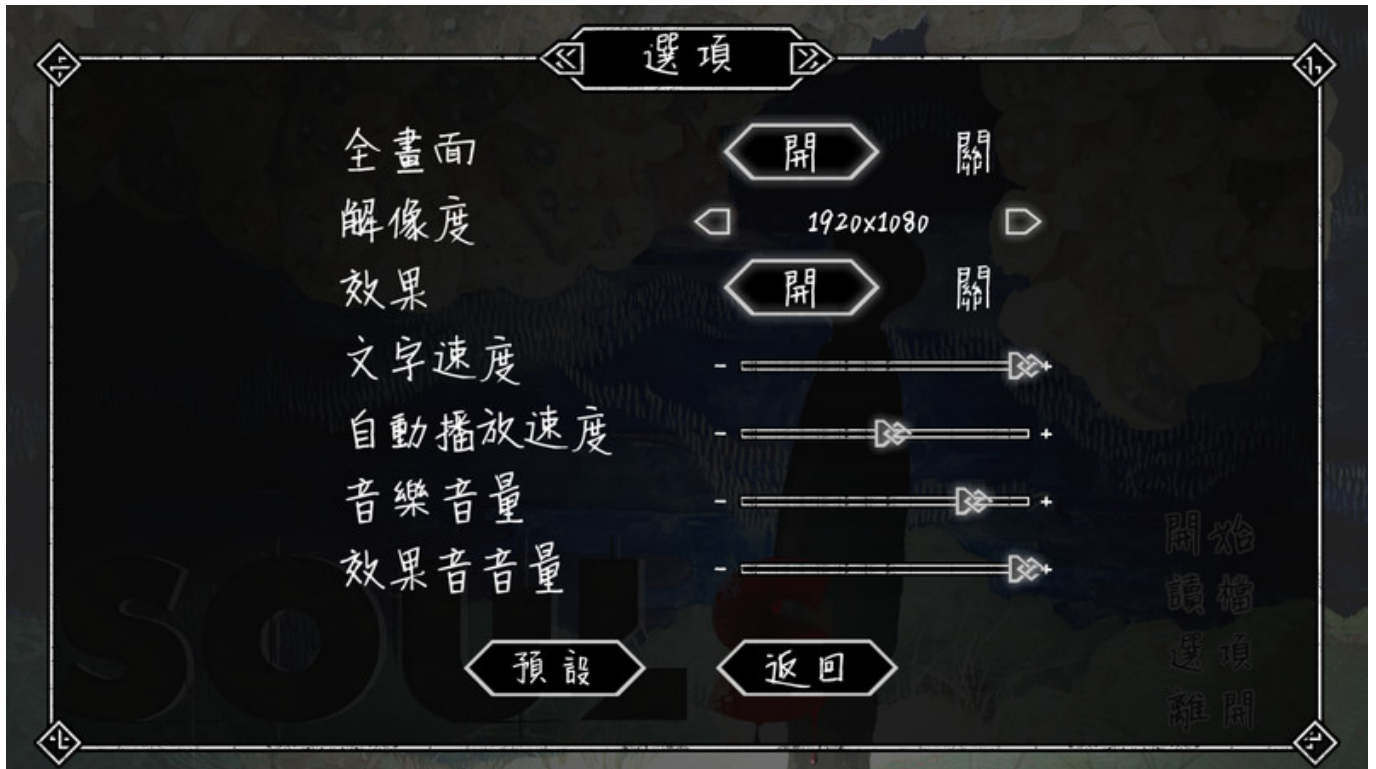 選項
全畫面 開 關
解像度 1920x1080
效果 開 關
文字速度 - +
自動播放速度 - +
音樂音量 - +
效果音音量 - +
預設 返回
SOULS
開始
讀檔
選項
離開